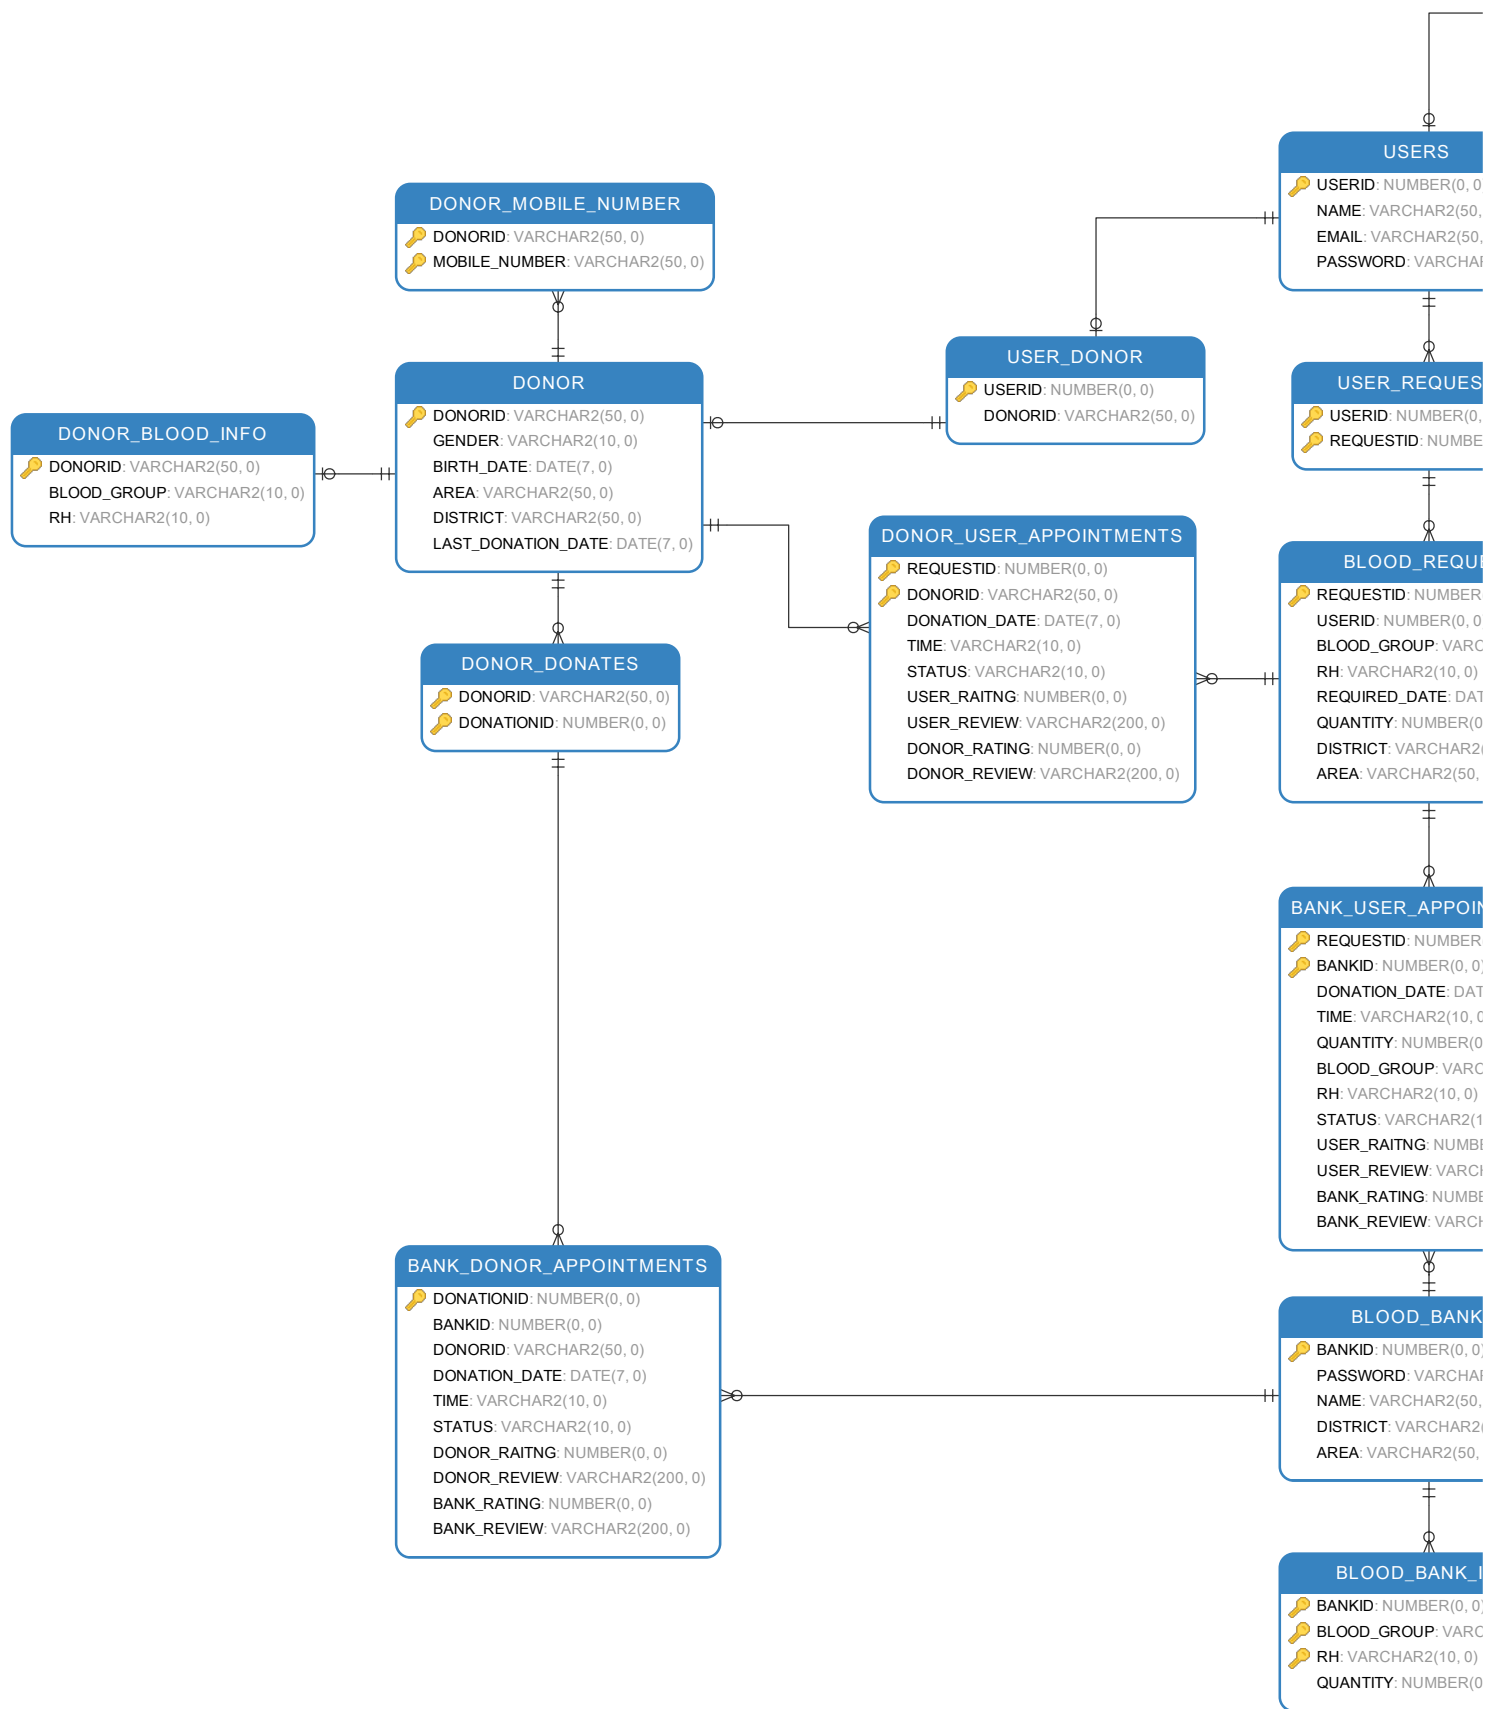 USERS
USERID: NUMBER(0, 0
NAME: VARCHAR2(50,
EMAIL: VARCHAR2(50,
PASSWORD: VARCHAR
DONOR_MOBILE_NUMBER
DONORID: VARCHAR2(50, 0)
MOBILE_NUMBER: VARCHAR2(50, 0)
DONOR
DONORID: VARCHAR2(50, 0)
GENDER: VARCHAR2(10, 0)
BIRTH_DATE: DATE(7, 0)
AREA: VARCHAR2(50, 0)
DISTRICT: VARCHAR2(50, 0)
LAST_DONATION_DATE: DATE(7, 0)
DONOR_BLOOD_INFO
DONORID: VARCHAR2(50, 0)
BLOOD_GROUP: VARCHAR2(10, 0)
RH: VARCHAR2(10, 0)
USER_DONOR
USERID: NUMBER(0, 0)
DONORID: VARCHAR2(50, 0)
USER_REQUES
USERID: NUMBER(0,
REQUESTID: NUMBE
DONOR_USER_APPOINTMENTS
REQUESTID: NUMBER(0, 0)
DONORID: VARCHAR2(50, 0)
DONATION_DATE: DATE(7, 0)
TIME: VARCHAR2(10, 0)
STATUS: VARCHAR2(10, 0)
USER_RAITNG: NUMBER(0, 0)
USER_REVIEW: VARCHAR2(200, 0)
DONOR_RATING: NUMBER(0, 0)
DONOR_REVIEW: VARCHAR2(200, 0)
BLOOD_REQUE
REQUESTID: NUMBER
USERID: NUMBER(0, 0
BLOOD_GROUP: VARC
RH: VARCHAR2(10, 0)
REQUIRED_DATE: DAT
QUANTITY: NUMBER(0
DISTRICT: VARCHAR2(
AREA: VARCHAR2(50,
DONOR_DONATES
DONORID: VARCHAR2(50, 0)
DONATIONID: NUMBER(0, 0)
BANK_USER_APPOIN
REQUESTID: NUMBER
BANKID: NUMBER(0, 0)
DONATION_DATE: DAT
TIME: VARCHAR2(10, 0
QUANTITY: NUMBER(0
BLOOD_GROUP: VARC
RH: VARCHAR2(10, 0)
STATUS: VARCHAR2(1
USER_RAITNG: NUMBE
USER_REVIEW: VARCH
BANK_RATING: NUMBE
BANK_REVIEW: VARCH
BANK_DONOR_APPOINTMENTS
DONATIONID: NUMBER(0, 0)
BANKID: NUMBER(0, 0)
DONORID: VARCHAR2(50, 0)
DONATION_DATE: DATE(7, 0)
TIME: VARCHAR2(10, 0)
STATUS: VARCHAR2(10, 0)
DONOR_RAITNG: NUMBER(0, 0)
DONOR_REVIEW: VARCHAR2(200, 0)
BANK_RATING: NUMBER(0, 0)
BANK_REVIEW: VARCHAR2(200, 0)
BLOOD_BANK
BANKID: NUMBER(0, 0)
PASSWORD: VARCHAR
NAME: VARCHAR2(50,
DISTRICT: VARCHAR2(
AREA: VARCHAR2(50,
BLOOD_BANK_I
BANKID: NUMBER(0, 0)
BLOOD_GROUP: VARC
RH: VARCHAR2(10, 0)
QUANTITY: NUMBER(0